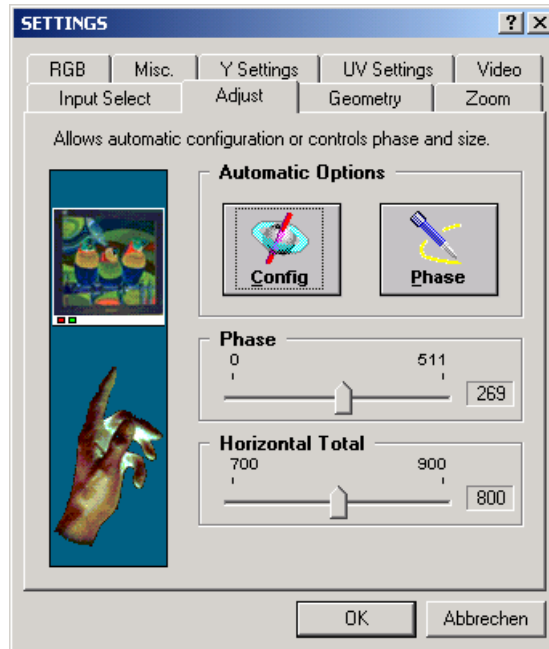 SETTINGS
RGB Misc. Y Settings UV Settings Video
Input Select Adjust Geometry Zoom
Allows automatic configuration or controls phase and size.
Automatic Options
Config Phase
Phase
0 511
269
Horizontal Total
700 900
800
OK Abbrechen